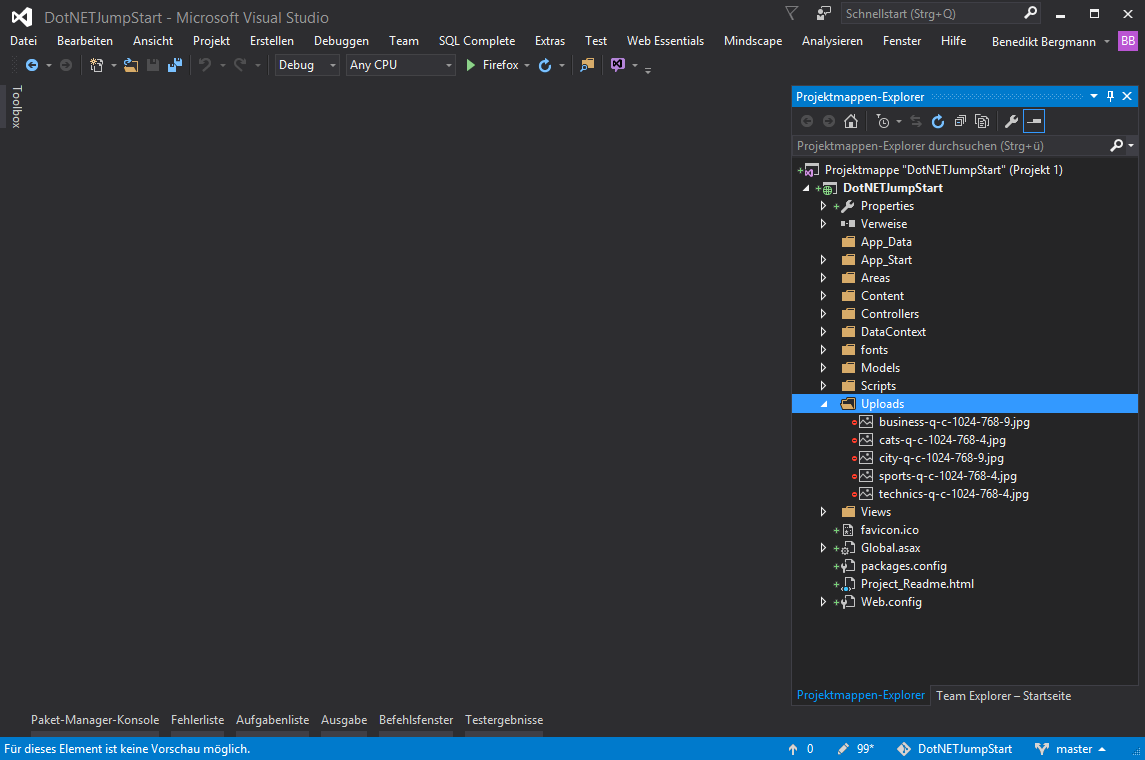 DotNETJumpStart - Microsoft Visual Studio
Schnellstart (Strg+Q)
Datei Bearbeiten Ansicht Projekt Erstellen Debuggen Team SQL Complete Extras Test Web Essentials Mindscape Analysieren Fenster Hilfe Benedikt Bergmann BB
Debug Any CPU Firefox
Toolbox
Projektmappen-Explorer
Projektmappen-Explorer durchsuchen (Strg+ü)
Projektmappe "DotNETJumpStart" (Projekt 1)
DotNETJumpStart
Properties
Verweise
App_Data
App_Start
Areas
Content
Controllers
DataContext
fonts
Models
Scripts
Uploads
business-q-c-1024-768-9.jpg
cats-q-c-1024-768-4.jpg
city-q-c-1024-768-9.jpg
sports-q-c-1024-768-4.jpg
technics-q-c-1024-768-4.jpg
Views
favicon.ico
Global.asax
packages.config
Project_Readme.html
Web.config
Projektmappen-Explorer Team Explorer – Startseite
Paket-Manager-Konsole Fehlerliste Aufgabenliste Ausgabe Befehlsfenster Testergebnisse
Für dieses Element ist keine Vorschau möglich. 0 99* DotNETJumpStart master